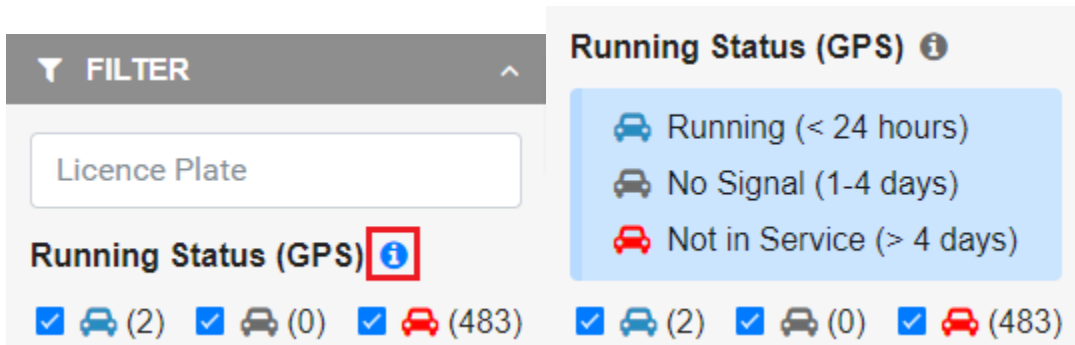 FILTER
Licence Plate
Running Status (GPS)
(2) (0) (483)
Running Status (GPS)
Running (< 24 hours)
No Signal (1-4 days)
Not in Service (> 4 days)
(2) (0) (483)